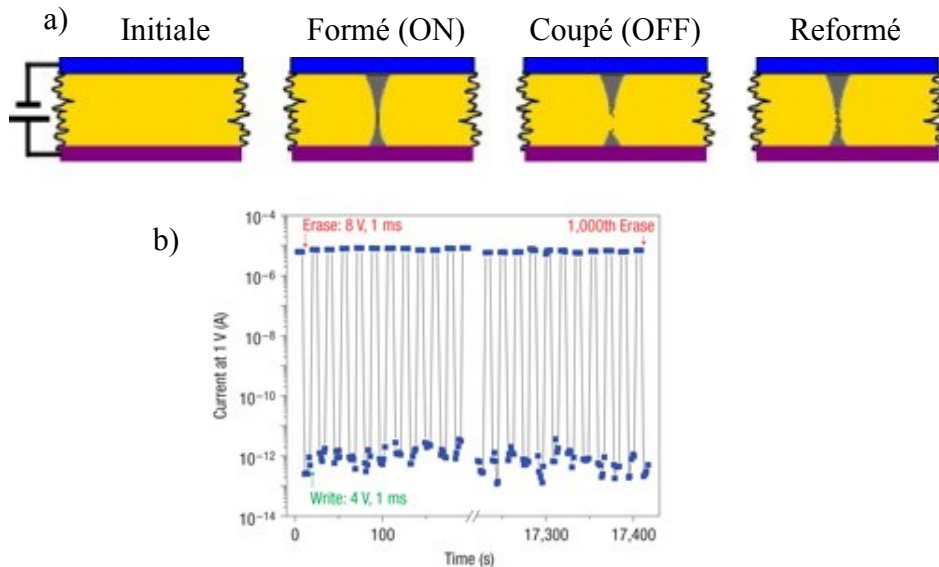 a) Initiale Formé (ON) Coupé (OFF) Reformé
b)
10⁻⁴
Erase: 8 V, 1 ms 1,000th Erase
10⁻⁶
10⁻⁸
10⁻¹⁰
10⁻¹²
10⁻¹⁴
Current at 1 V (A)
Write: 4 V, 1 ms
0 100 17,300 17,400
Time (s)